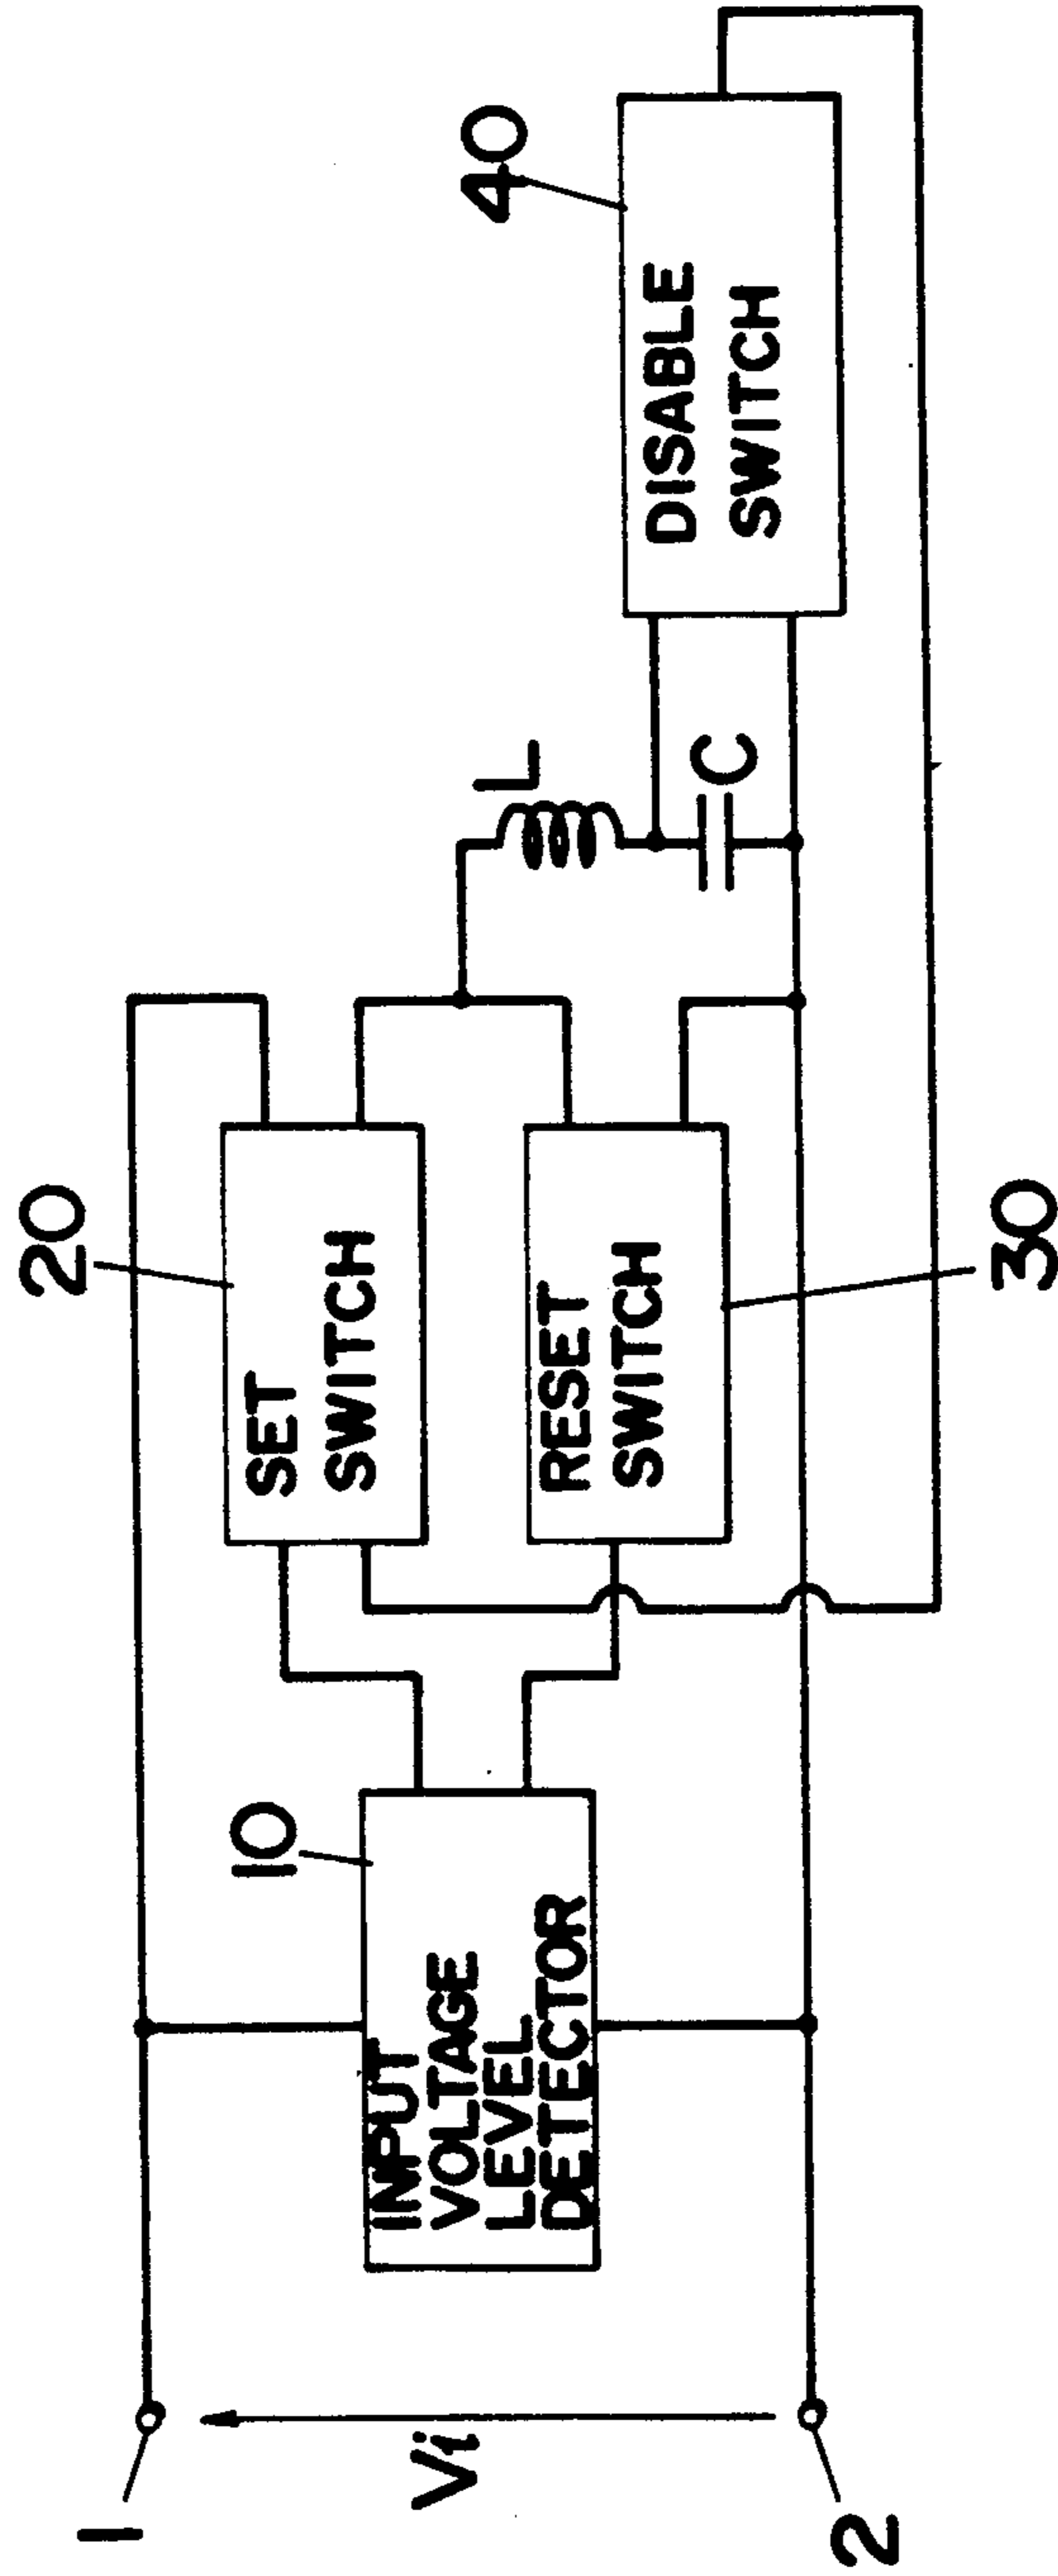 1
Vi
2
10
INPUT
VOLTAGE
LEVEL
DETECTOR
20
SET
SWITCH
RESET
SWITCH
30
L
C
40
DISABLE
SWITCH